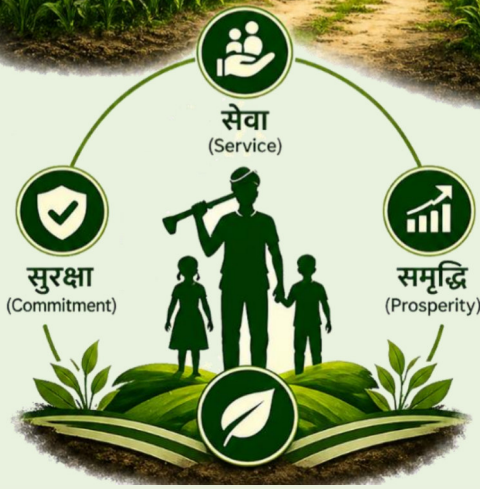 सेवा
(Service)
सुरक्षा
(Commitment)
समृद्धि
(Prosperity)